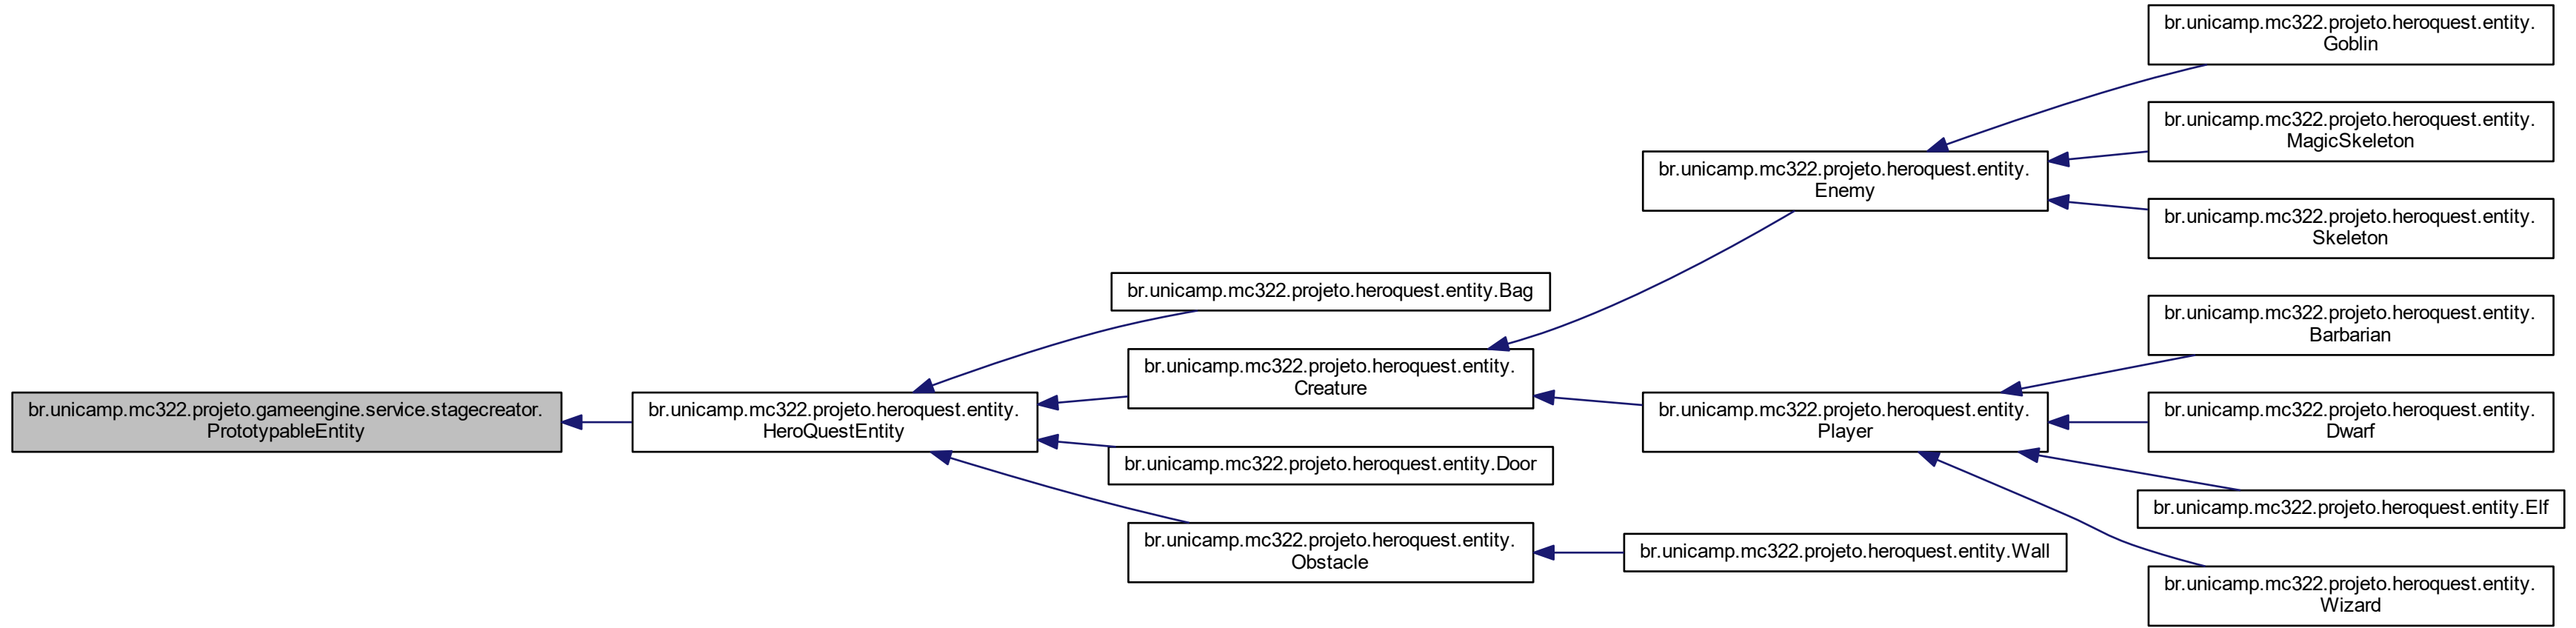 br.unicamp.mc322.projeto.gameengine.service.stagecreator.
PrototypableEntity
br.unicamp.mc322.projeto.heroquest.entity.
HeroQuestEntity
br.unicamp.mc322.projeto.heroquest.entity.Bag
br.unicamp.mc322.projeto.heroquest.entity.
Creature
br.unicamp.mc322.projeto.heroquest.entity.Door
br.unicamp.mc322.projeto.heroquest.entity.
Obstacle
br.unicamp.mc322.projeto.heroquest.entity.
Enemy
br.unicamp.mc322.projeto.heroquest.entity.
Player
br.unicamp.mc322.projeto.heroquest.entity.Wall
br.unicamp.mc322.projeto.heroquest.entity.
Goblin
br.unicamp.mc322.projeto.heroquest.entity.
MagicSkeleton
br.unicamp.mc322.projeto.heroquest.entity.
Skeleton
br.unicamp.mc322.projeto.heroquest.entity.
Barbarian
br.unicamp.mc322.projeto.heroquest.entity.
Dwarf
br.unicamp.mc322.projeto.heroquest.entity.Elf
br.unicamp.mc322.projeto.heroquest.entity.
Wizard